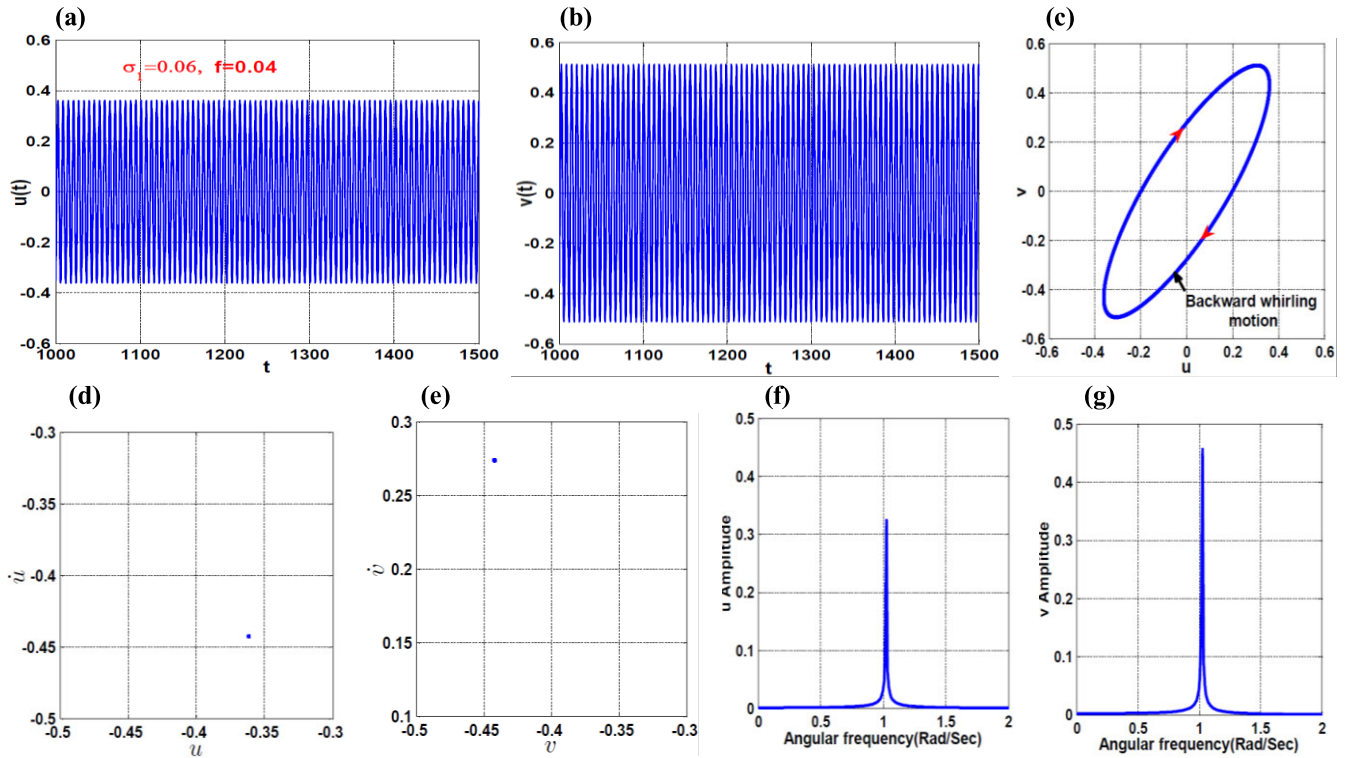 (a)
σ1=0.06, f=0.04
0.6
0.4
0.2
0
-0.2
-0.4
-0.6
u(t)
1000 1100 1200 1300 1400 1500
t
(b)
0.6
0.4
0.2
0
-0.2
-0.4
-0.6
v(t)
1000 1100 1200 1300 1400 1500
t
(c)
0.6
0.4
0.2
0
-0.2
-0.4
-0.6
v
Backward whirling
motion
-0.6 -0.4 -0.2 0 0.2 0.4 0.6
u
(d)
-0.3
-0.35
-0.4
-0.45
-0.5
u̇
-0.5 -0.45 -0.4 -0.35 -0.3
u
(e)
0.3
0.25
0.2
0.15
0.1
v̇
-0.5 -0.45 -0.4 -0.35 -0.3
v
(f)
0.5
0.4
0.3
0.2
0.1
0
u Amplitude
0 0.5 1 1.5 2
Angular frequency(Rad/Sec)
(g)
0.5
0.4
0.3
0.2
0.1
0
v Amplitude
0 0.5 1 1.5 2
Angular frequency(Rad/Sec)